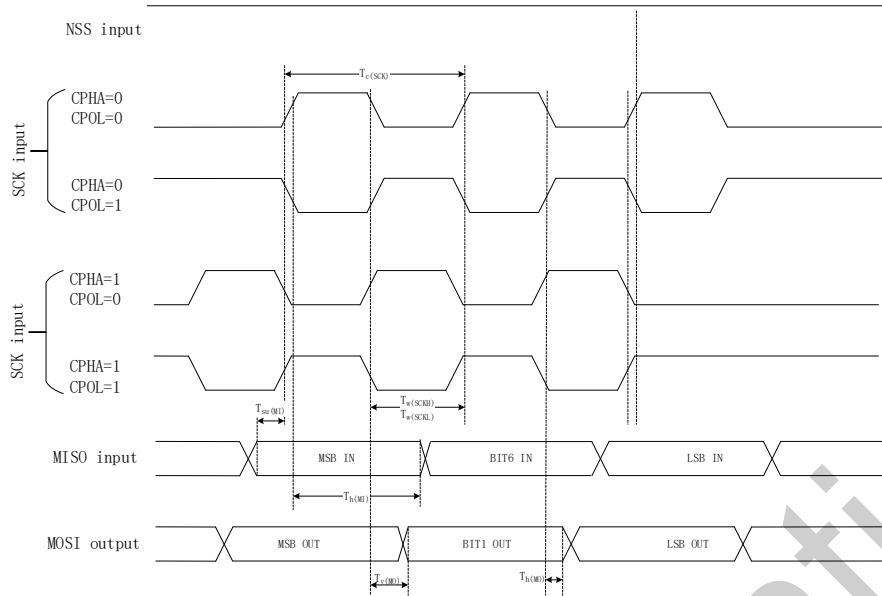 NSS input
Tc(SCK)
CPHA=0
CPOL=0
SCK input
CPHA=0
CPOL=1
CPHA=1
CPOL=0
SCK input
CPHA=1
CPOL=1
Tw(SCKH)
Tw(SCKL)
Tsu(MI)
MISO input
MSB IN
BIT6 IN
LSB IN
Th(MI)
MOSI output
MSB OUT
BIT1 OUT
LSB OUT
Tv(MO)
Th(MO)